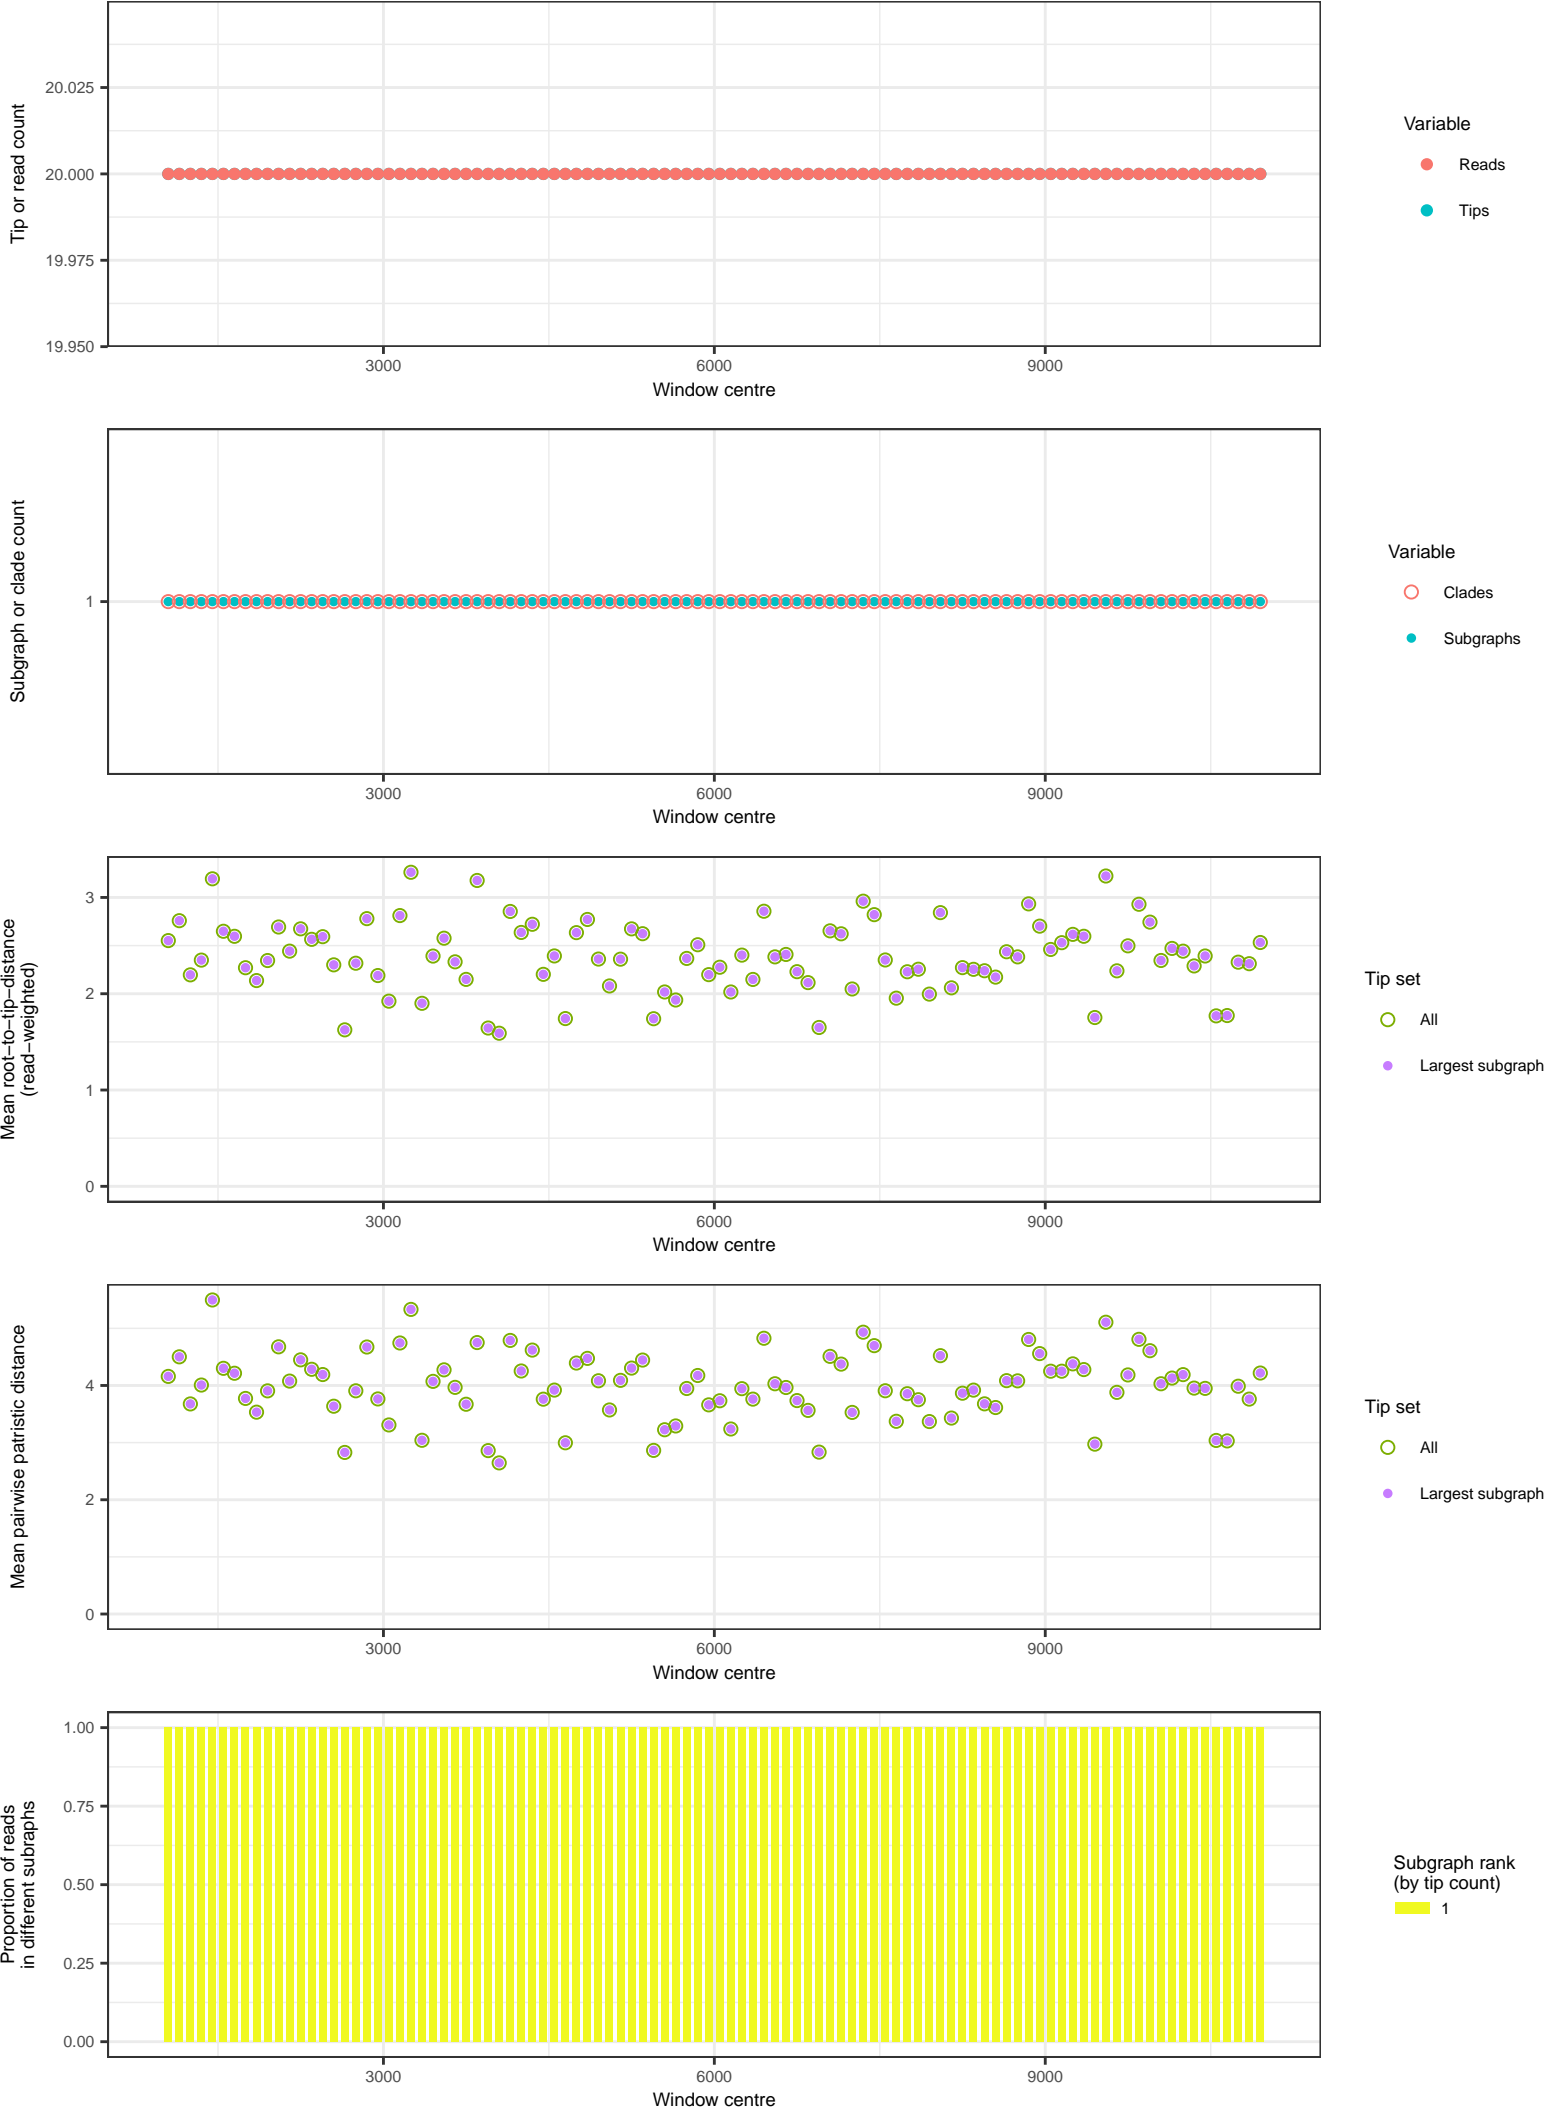 Tip or read count
20.025
20.000
19.975
19.950
3000
6000
9000
Window centre
Variable
Reads
Tips
Subgraph or clade count
1
3000
6000
9000
Window centre
Variable
Clades
Subgraphs
Mean root−to−tip−distance
(read−weighted)
3
2
1
0
3000
6000
9000
Window centre
Tip set
All
Largest subgraph
Mean pairwise patristic distance
4
2
0
3000
6000
9000
Window centre
Tip set
All
Largest subgraph
Proportion of reads
in different subraphs
1.00
0.75
0.50
0.25
0.00
3000
6000
9000
Window centre
Subgraph rank
(by tip count)
1